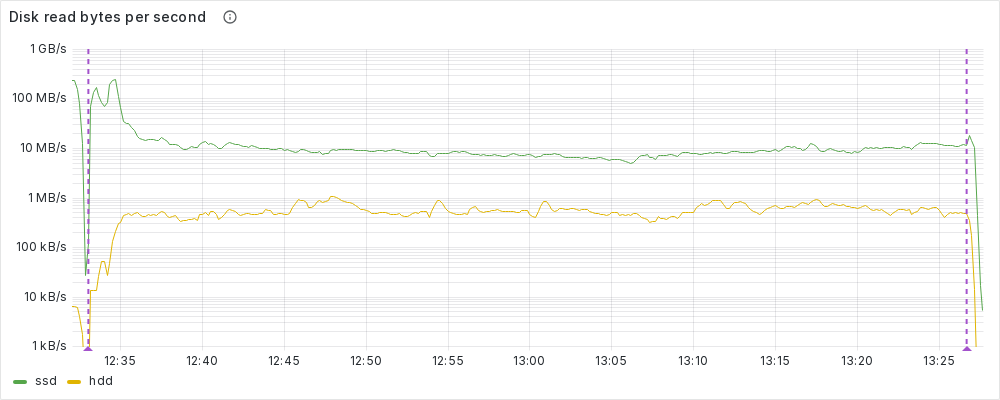 Disk read bytes per second
1 GB/s
100 MB/s
10 MB/s
1 MB/s
100 kB/s
10 kB/s
1 kB/s
12:35 12:40 12:45 12:50 12:55 13:00 13:05 13:10 13:15 13:20 13:25
ssd hdd